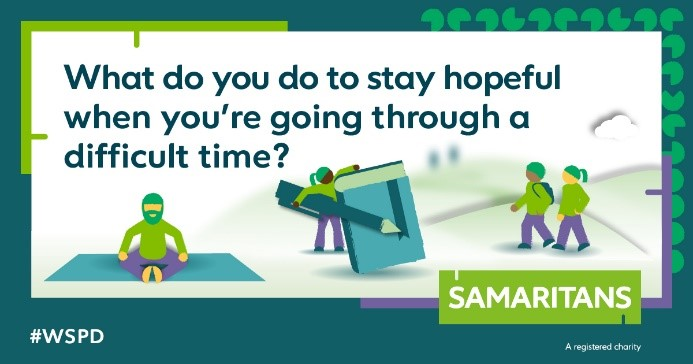 What do you do to stay hopeful
when you're going through a
difficult time?
SAMARITANS
#WSPD
A registered charity